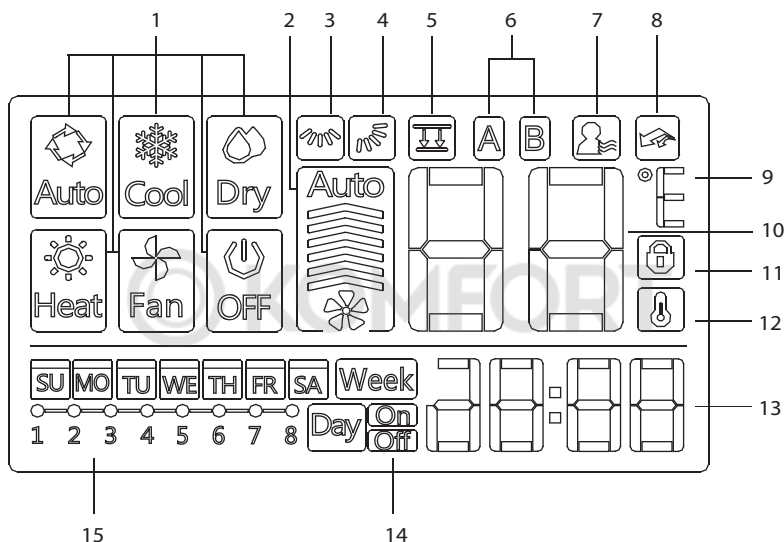 1 2 3 4 5 6 7 8
Auto Cool Dry Auto A B
9
10
Heat Fan OFF
11
12
© KOMFORT
SU MO TU WE TH FR SA Week
1 2 3 4 5 6 7 8 Day On
Off
13
15 14